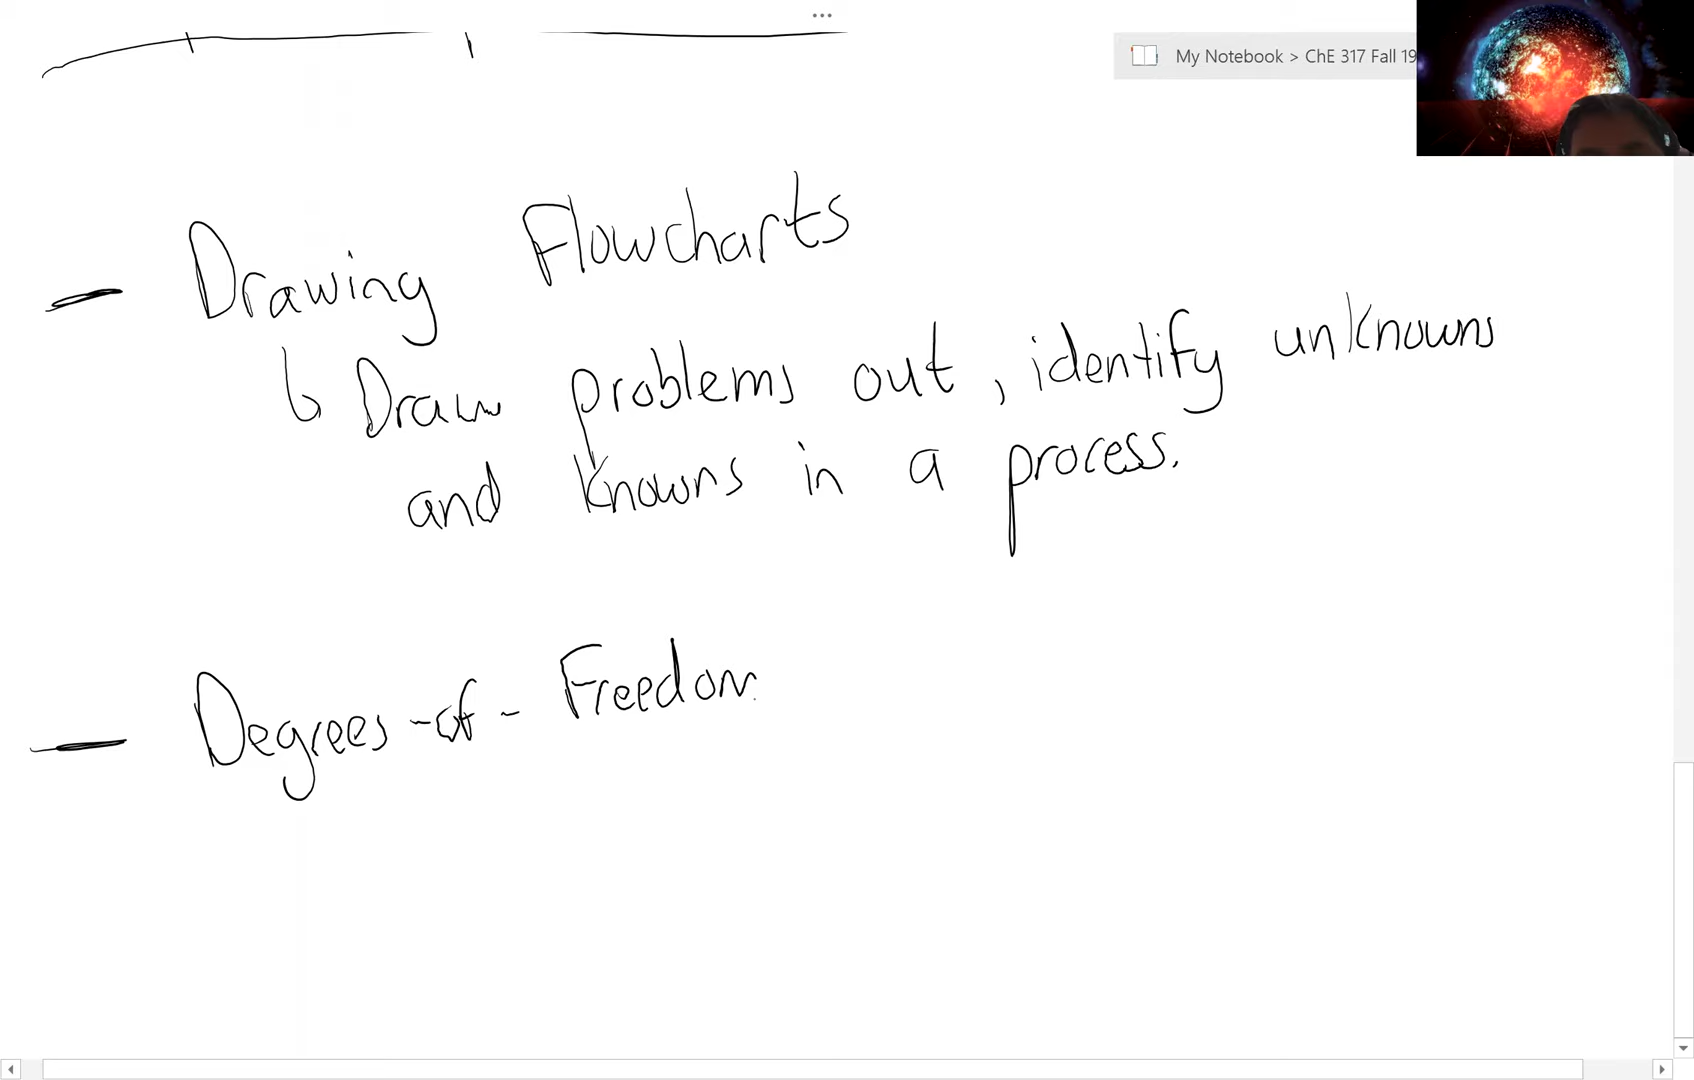 My Notebook > ChE 317 Fall 19
- Drawing Flowcharts
↳ Draw problems out, identify unknowns
and knowns in a process.
- Degrees-of-Freedom